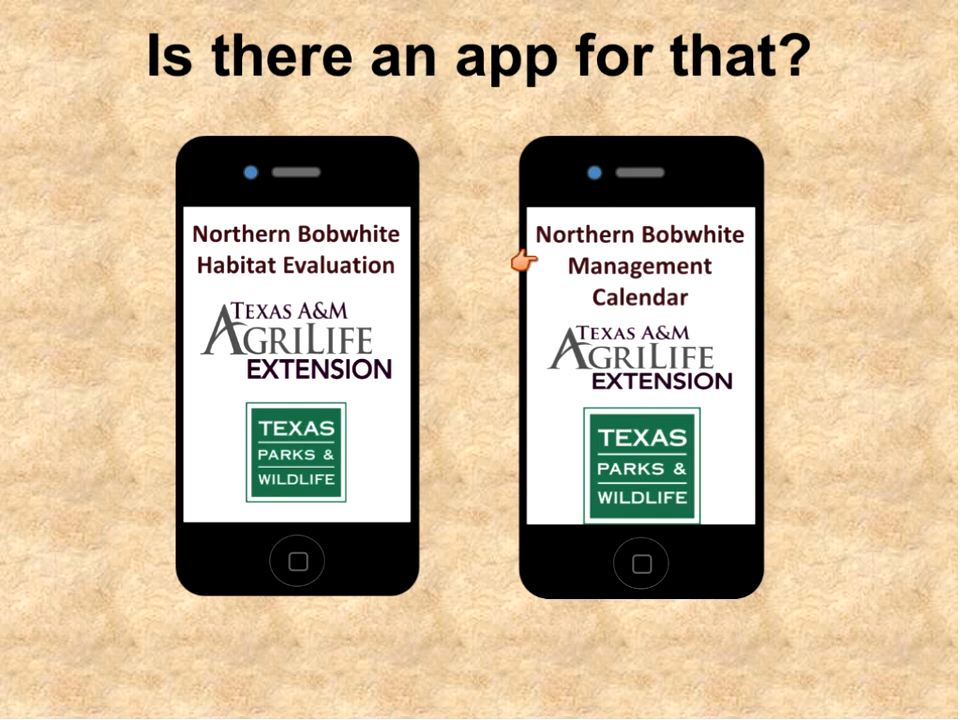 Is there an app for that?
Northern Bobwhite
Habitat Evaluation
TEXAS A&M
AGRILIFE
EXTENSION
TEXAS
PARKS &
WILDLIFE
Northern Bobwhite
Management
Calendar
TEXAS A&M
AGRILIFE
EXTENSION
TEXAS
PARKS &
WILDLIFE